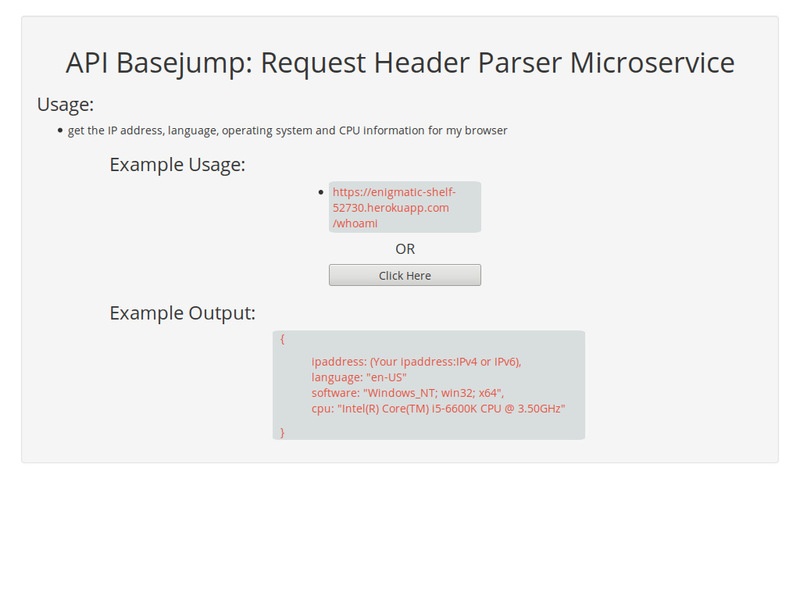 API Basejump: Request Header Parser Microservice
Usage:
get the IP address, language, operating system and CPU information for my browser
Example Usage:
https://enigmatic-shelf-
52730.herokuapp.com
/whoami
OR
Click Here
Example Output:
{
ipaddress: (Your ipaddress:IPv4 or IPv6),
language: "en-US"
software: "Windows_NT; win32; x64",
cpu: "Intel(R) Core(TM) i5-6600K CPU @ 3.50GHz"
}